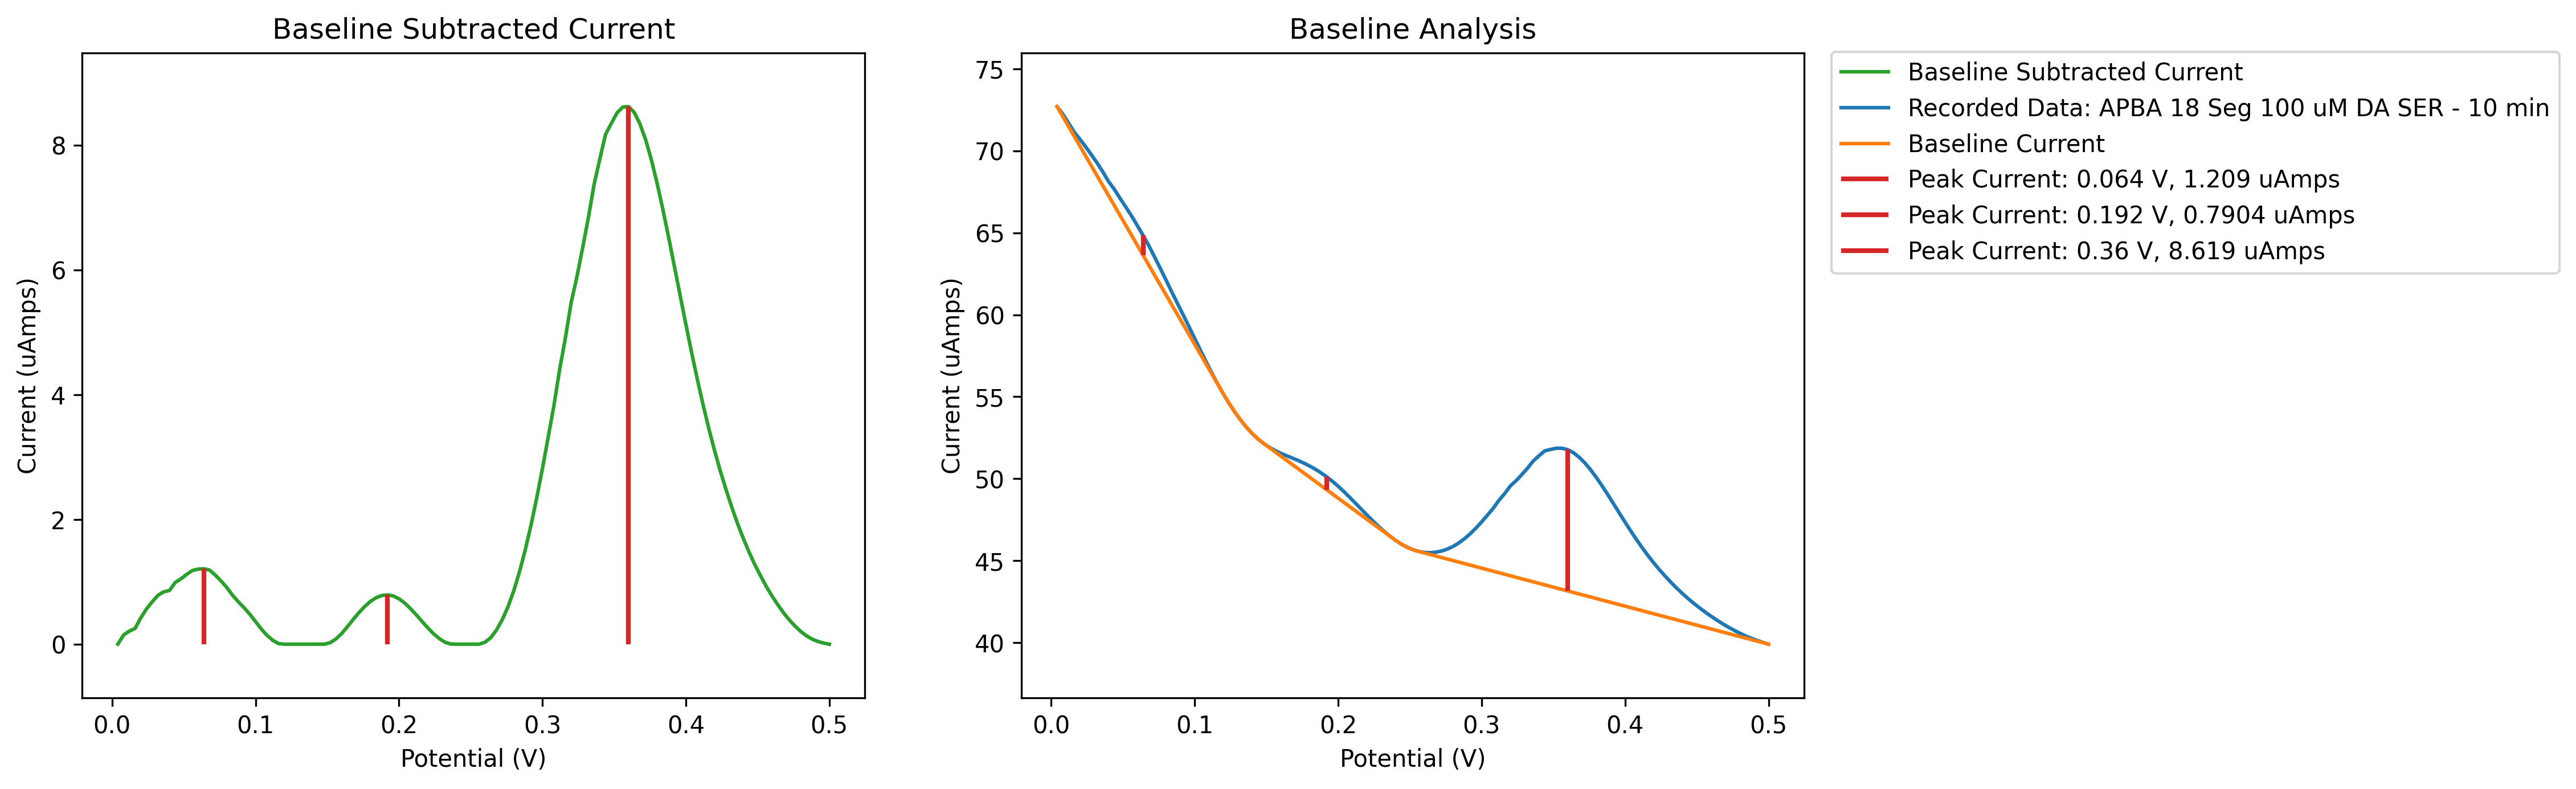 Baseline Subtracted Current
8
6
4
2
0
Current (uAmps)
0.0 0.1 0.2 0.3 0.4 0.5
Potential (V)
Baseline Analysis
75
70
65
60
55
50
45
40
Current (uAmps)
0.0 0.1 0.2 0.3 0.4 0.5
Potential (V)
Baseline Subtracted Current
Recorded Data: APBA 18 Seg 100 uM DA SER - 10 min
Baseline Current
Peak Current: 0.064 V, 1.209 uAmps
Peak Current: 0.192 V, 0.7904 uAmps
Peak Current: 0.36 V, 8.619 uAmps